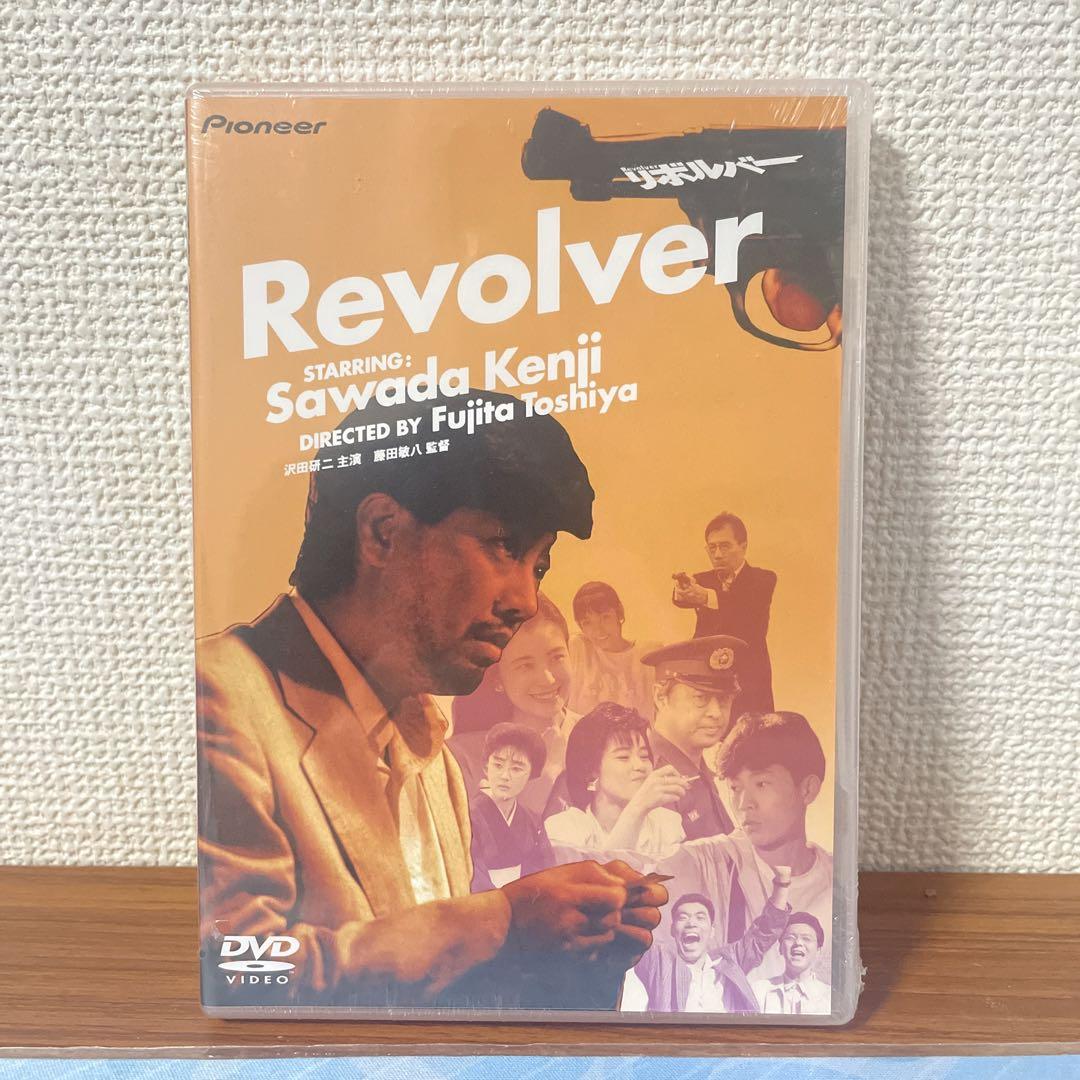 Pioneer
Revolver
リボルバー
Revolver
STARRING:
Sawada Kenji
DIRECTED BY Fujita Toshiya
沢田研二 主演 藤田敏八 監督
DVD
VIDEO